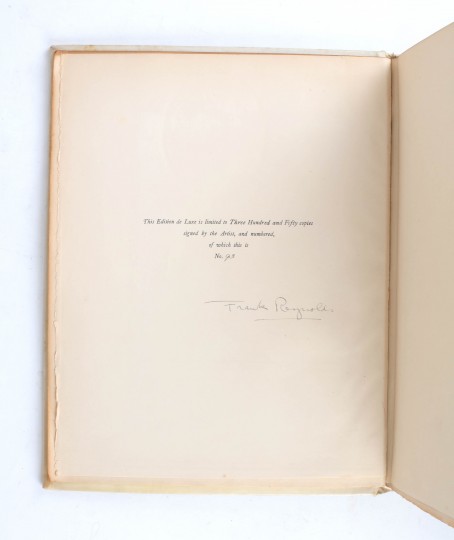 This Edition de Luxe is limited to Three Hundred and Fifty copies
signed by the Artist, and numbered,
of which this is
No.
Frank Reynolds.